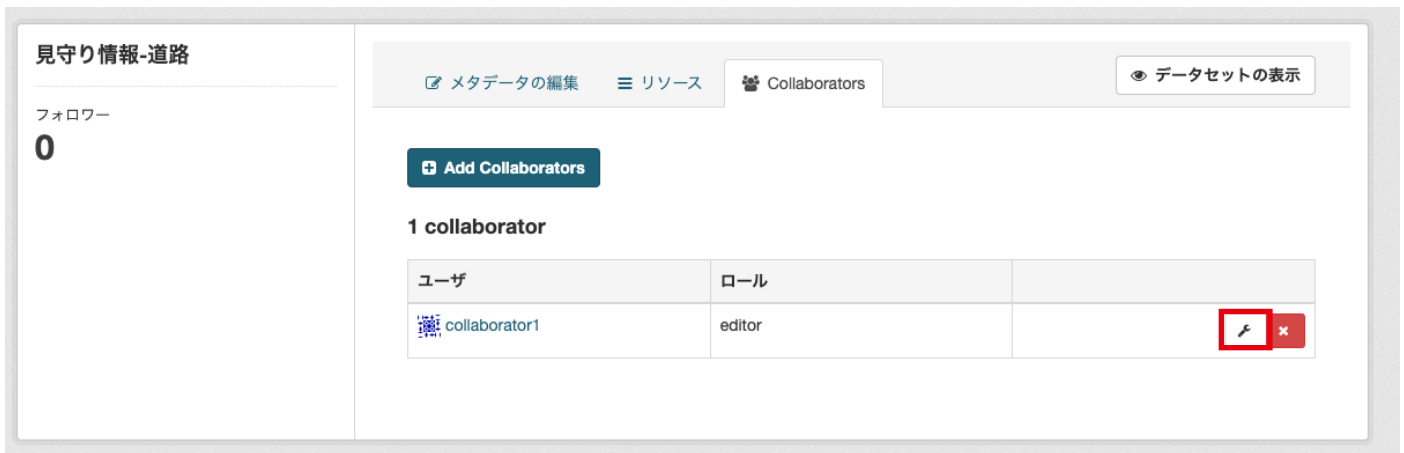 見守り情報-道路
フォロワー
0
メタデータの編集
リソース
Collaborators
データセットの表示
Add Collaborators
1 collaborator
ユーザ ロール
collaborator1 editor